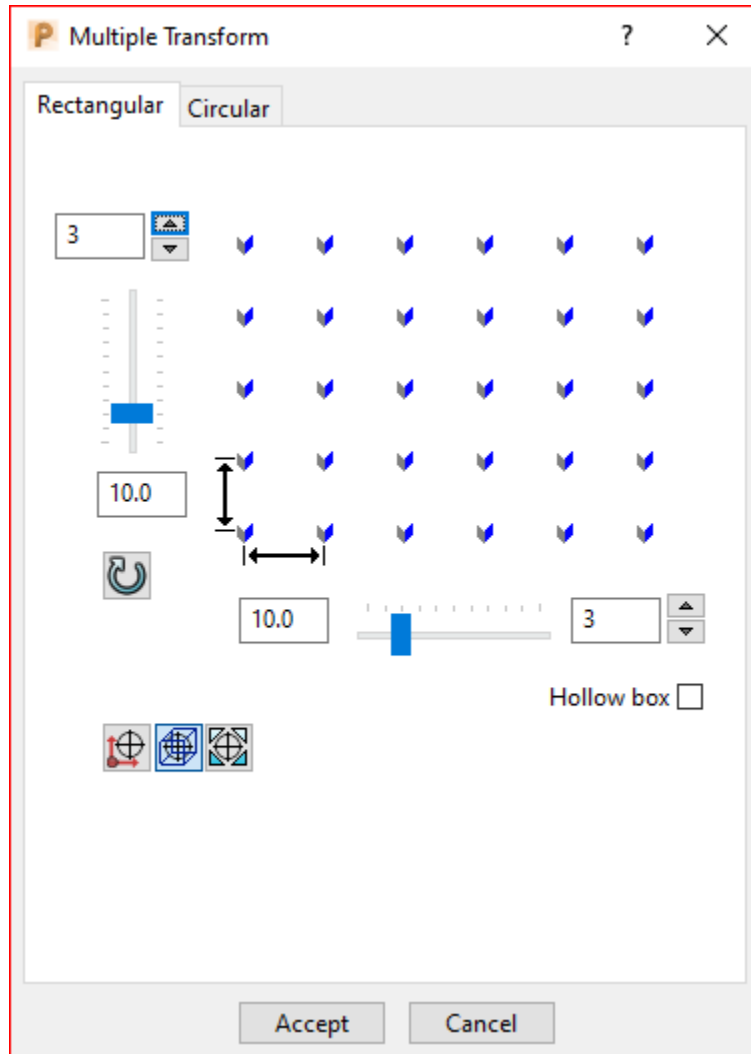 P Multiple Transform ? X
Rectangular Circular
3
10.0
10.0 3
Hollow box
Accept Cancel